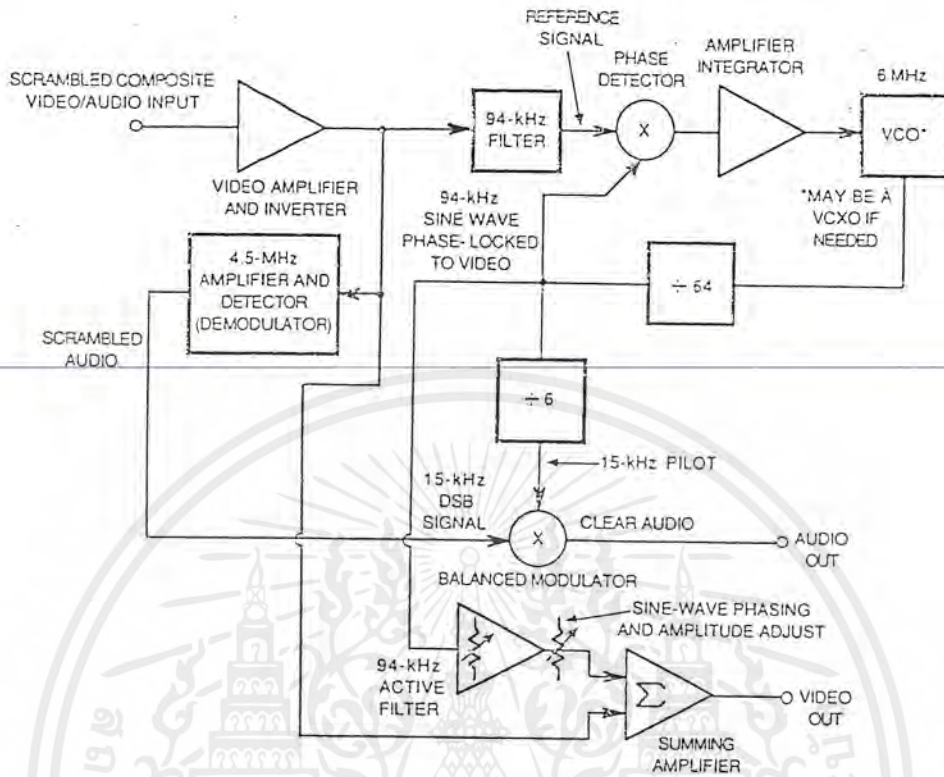 REFERENCE
SIGNAL
PHASE
DETECTOR
AMPLIFIER
INTEGRATOR
6 MHz
SCRAMBLED COMPOSITE
VIDEO/AUDIO INPUT
94-kHz
FILTER
X
VCO*
VIDEO AMPLIFIER
AND INVERTER
94-kHz
SINE WAVE
PHASE-LOCKED
TO VIDEO
*MAY BE A
VCXO IF
NEEDED
4.5-MHz
AMPLIFIER AND
DETECTOR
(DEMODULATOR)
÷ 64
SCRAMBLED
AUDIO
÷ 6
15-kHz PILOT
15-kHz
DSB
SIGNAL
X
CLEAR AUDIO
AUDIO
OUT
BALANCED MODULATOR
SINE-WAVE PHASING
AND AMPLITUDE ADJUST
94-kHz
ACTIVE
FILTER
Σ
VIDEO
OUT
SUMMING
AMPLIFIER